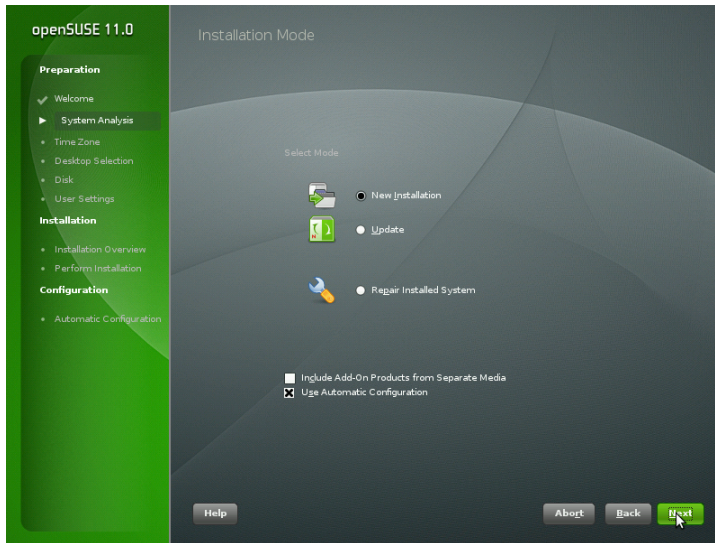 openSUSE 11.0
Preparation
Welcome
System Analysis
Time Zone
Desktop Selection
Disk
User Settings
Installation
Installation Overview
Perform Installation
Configuration
Automatic Configuration
Installation Mode
Select Mode
New Installation
Update
Repair Installed System
Include Add-On Products from Separate Media
Use Automatic Configuration
Help
Abort
Back
Next